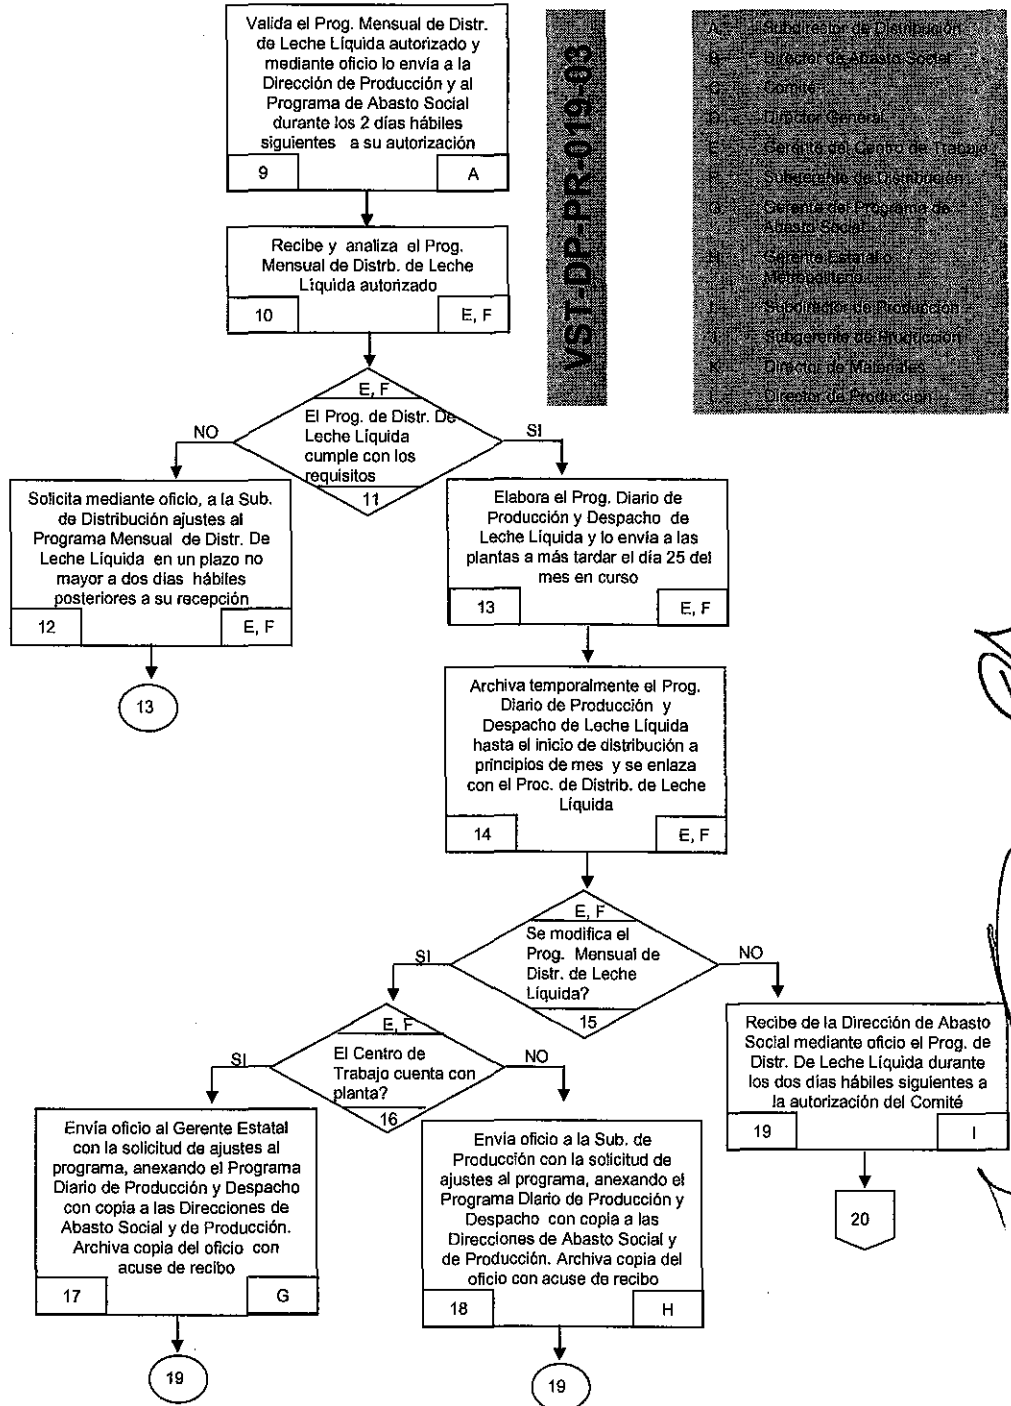 Valida el Prog. Mensual de Distr.
de Leche Líquida autorizado y
mediante oficio lo envía a la
Dirección de Producción y al
Programa de Abasto Social
durante los 2 días hábiles
siguientes a su autorización
9
A
VST-DP-PR-019-03
A Subdirector de Distribución
B Director de Abasto Social
C Comité
D Director General
E Gerente del Centro de Trabajo
F Subgerente de Distribución
G Gerente del Programa de
Abasto Social
H Gerente Estatal o
Metropolitano
I Subdirector de Producción
J Subgerente de Producción
K Director de Materiales
L Director de Producción
Recibe y analiza el Prog.
Mensual de Distrb. de Leche
Líquida autorizado
10
E, F
E, F
El Prog. de Distr. De
Leche Líquida
cumple con los
requisitos
11
NO
SI
Solicita mediante oficio, a la Sub.
de Distribución ajustes al
Programa Mensual de Distr. De
Leche Líquida en un plazo no
mayor a dos días hábiles
posteriores a su recepción
12
E, F
13
Elabora el Prog. Diario de
Producción y Despacho de
Leche Líquida y lo envía a las
plantas a más tardar el día 25 del
mes en curso
13
E, F
Archiva temporalmente el Prog.
Diario de Producción y
Despacho de Leche Líquida
hasta el inicio de distribución a
principios de mes y se enlaza
con el Proc. de Distrib. de Leche
Líquida
14
E, F
E, F
Se modifica el
Prog. Mensual de
Distr. de Leche
Líquida?
15
SI
NO
E, F
El Centro de
Trabajo cuenta con
planta?
16
SI
NO
Recibe de la Dirección de Abasto
Social mediante oficio el Prog. de
Distr. De Leche Líquida durante
los dos días hábiles siguientes a
la autorización del Comité
19
I
20
Envía oficio al Gerente Estatal
con la solicitud de ajustes al
programa, anexando el Programa
Diario de Producción y Despacho
con copia a las Direcciones de
Abasto Social y de Producción.
Archiva copia del oficio con
acuse de recibo
17
G
19
Envía oficio a la Sub. de
Producción con la solicitud de
ajustes al programa, anexando el
Programa Diario de Producción y
Despacho con copia a las
Direcciones de Abasto Social y
de Producción. Archiva copia del
oficio con acuse de recibo
18
H
19